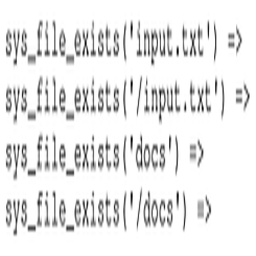 sys_file_exists('input.txt') =>
sys_file_exists('/input.txt') =>
sys_file_exists('docs') =>
sys_file_exists('/docs') =>